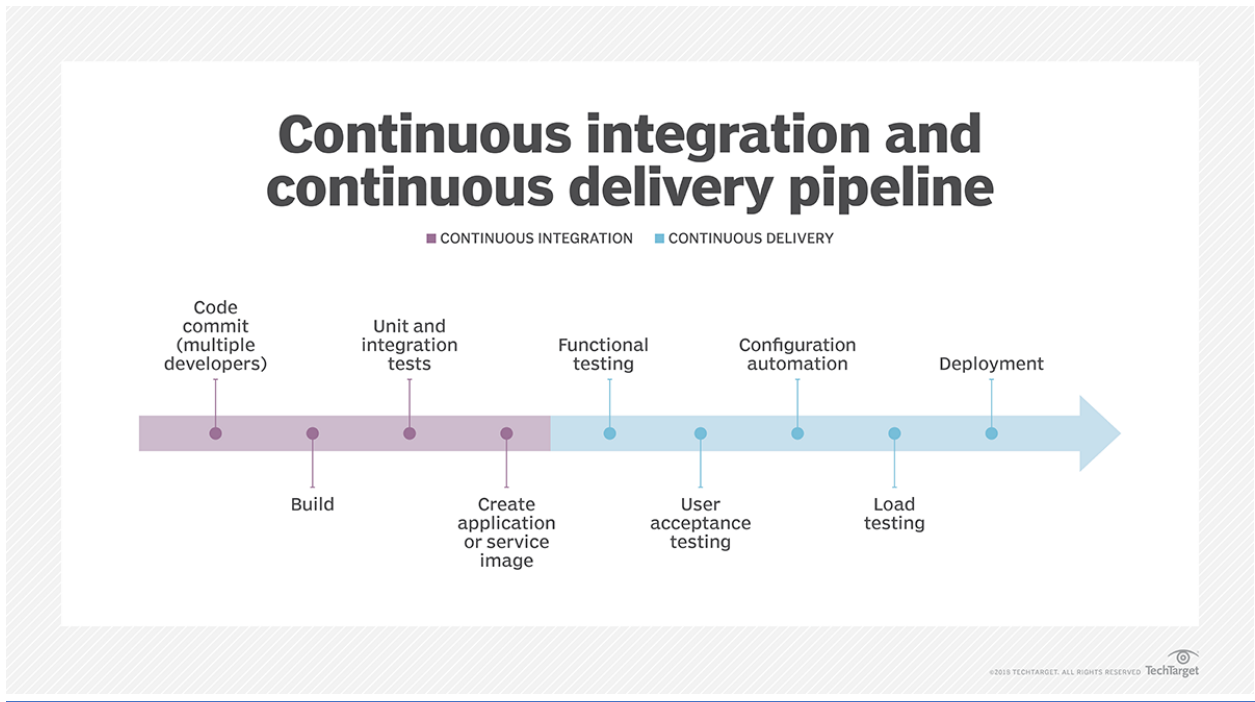 Continuous integration and
continuous delivery pipeline
CONTINUOUS INTEGRATION
CONTINUOUS DELIVERY
Code
commit
(multiple
developers)
Build
Unit and
integration
tests
Create
application
or service
image
Functional
testing
User
acceptance
testing
Configuration
automation
Load
testing
Deployment
©2018 TECHTARGET. ALL RIGHTS RESERVED
TechTarget